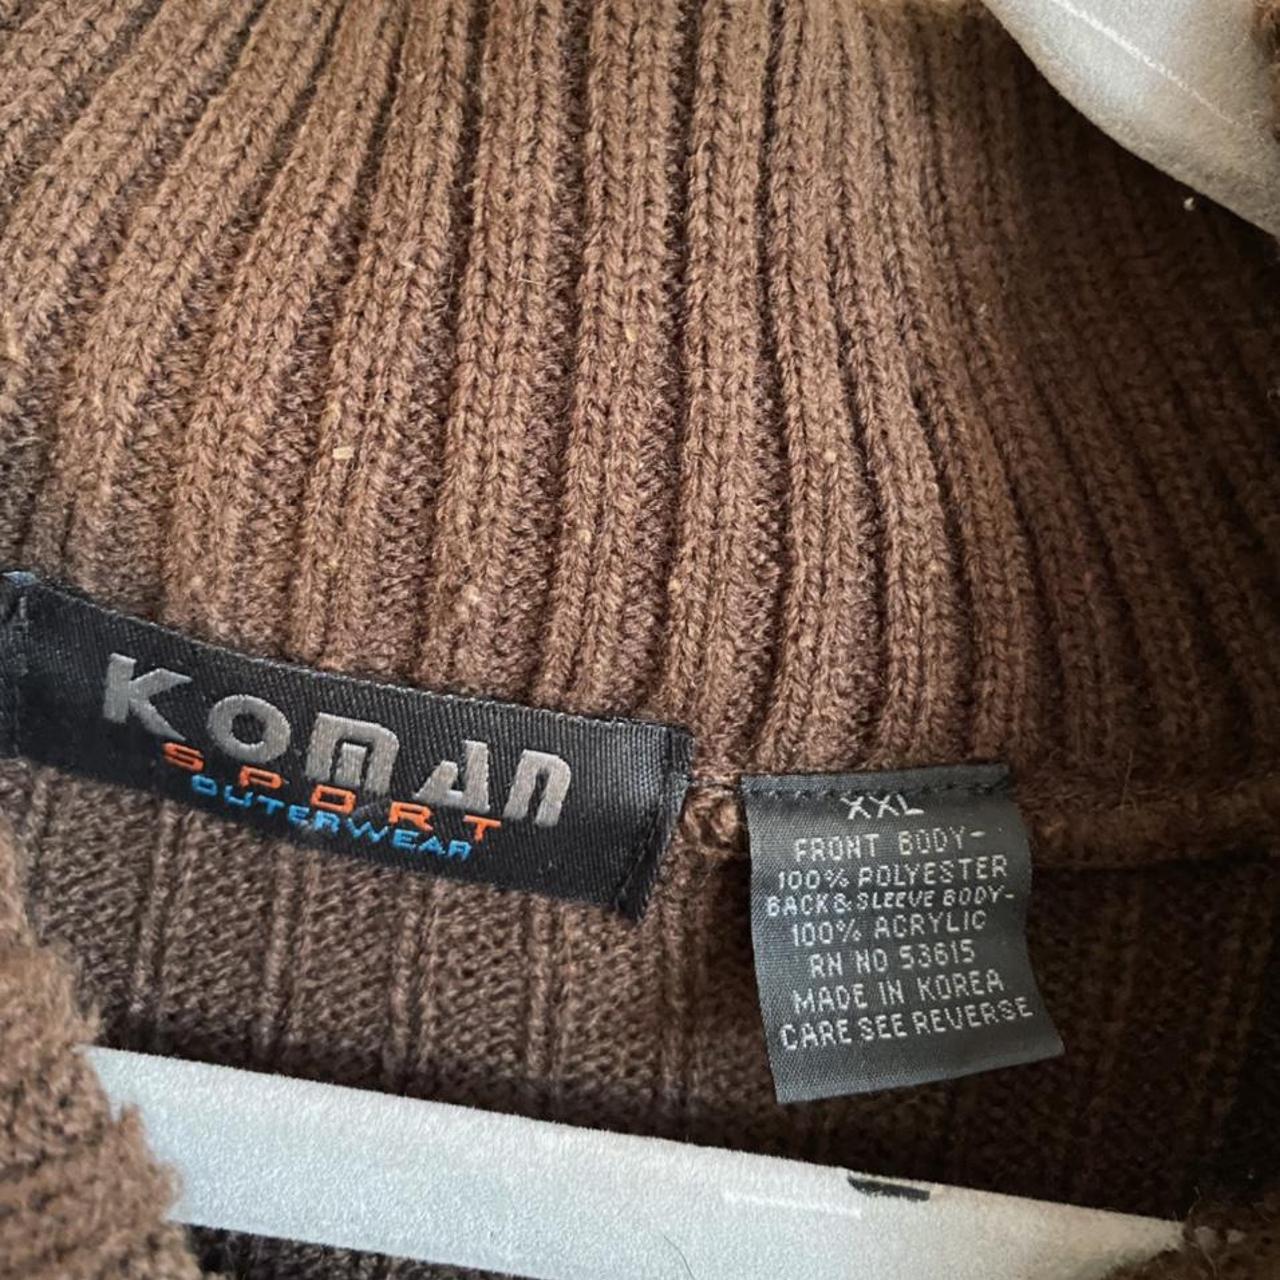 KOMAN
SPORT
OUTERWEAR
XXL
FRONT BODY-
100% POLYESTER
BACK & SLEEVE BODY-
100% ACRYLIC
RN NO 53615
MADE IN KOREA
CARE SEE REVERSE